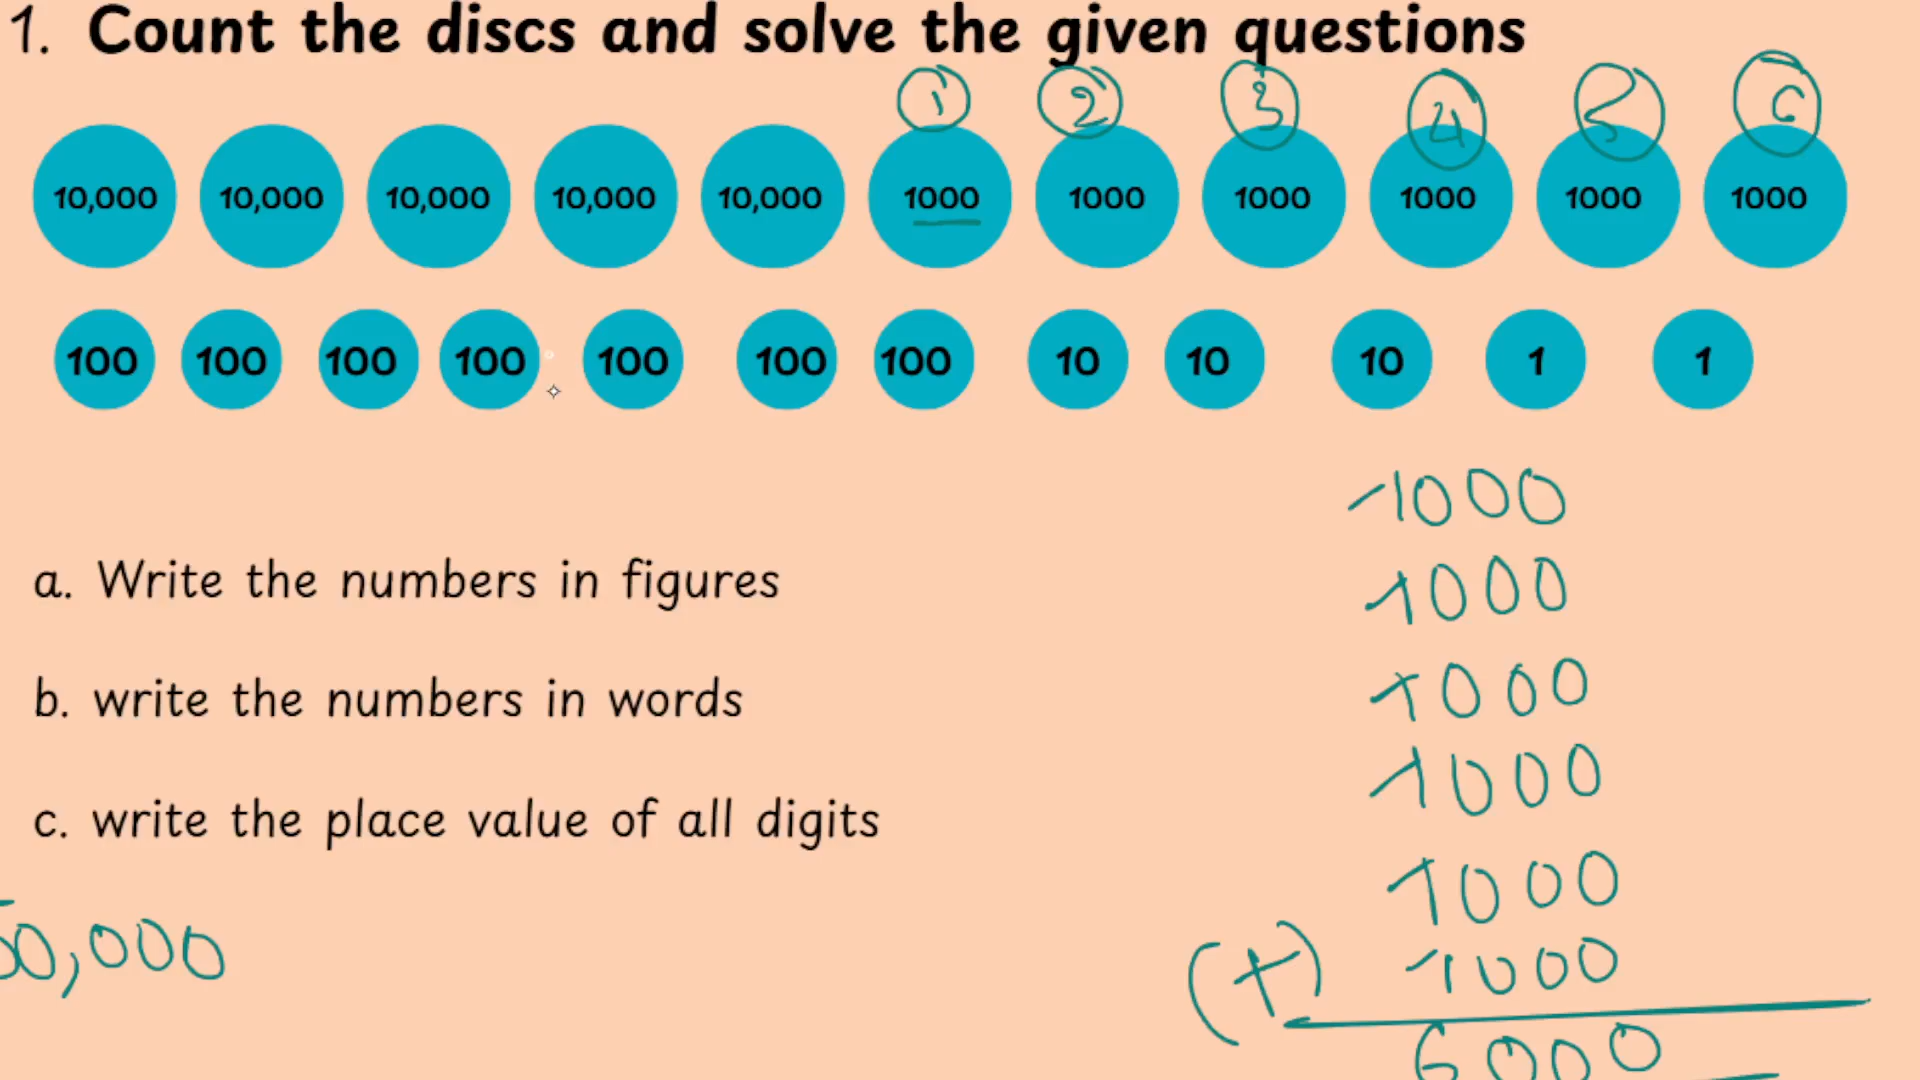 1. Count the discs and solve the given questions
1 2 3 4 5 6
10,000 10,000 10,000 10,000 10,000 1000 1000 1000 1000 1000 1000
100 100 100 100 100 100 100 10 10 10 1 1
1000
a. Write the numbers in figures
1000
b. write the numbers in words
1000
1000
c. write the place value of all digits
1000
50,000
(+) 1000
6000